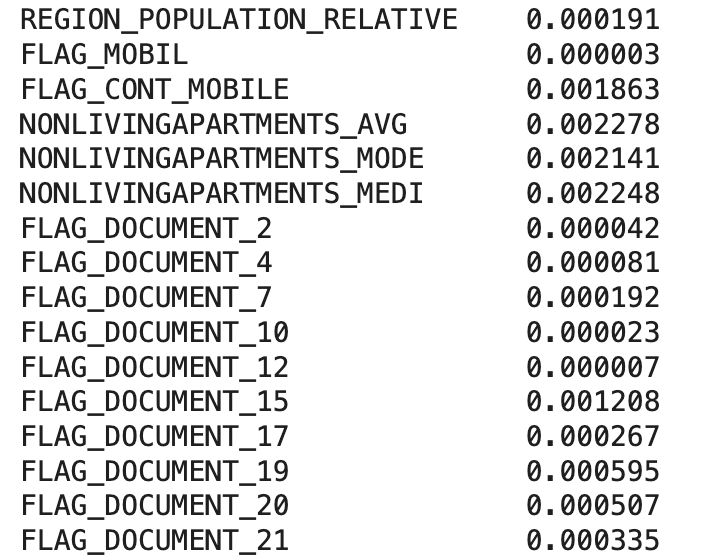 REGION_POPULATION_RELATIVE 0.000191
FLAG_MOBIL 0.000003
FLAG_CONT_MOBILE 0.001863
NONLIVINGAPARTMENTS_AVG 0.002278
NONLIVINGAPARTMENTS_MODE 0.002141
NONLIVINGAPARTMENTS_MEDI 0.002248
FLAG_DOCUMENT_2 0.000042
FLAG_DOCUMENT_4 0.000081
FLAG_DOCUMENT_7 0.000192
FLAG_DOCUMENT_10 0.000023
FLAG_DOCUMENT_12 0.000007
FLAG_DOCUMENT_15 0.001208
FLAG_DOCUMENT_17 0.000267
FLAG_DOCUMENT_19 0.000595
FLAG_DOCUMENT_20 0.000507
FLAG_DOCUMENT_21 0.000335